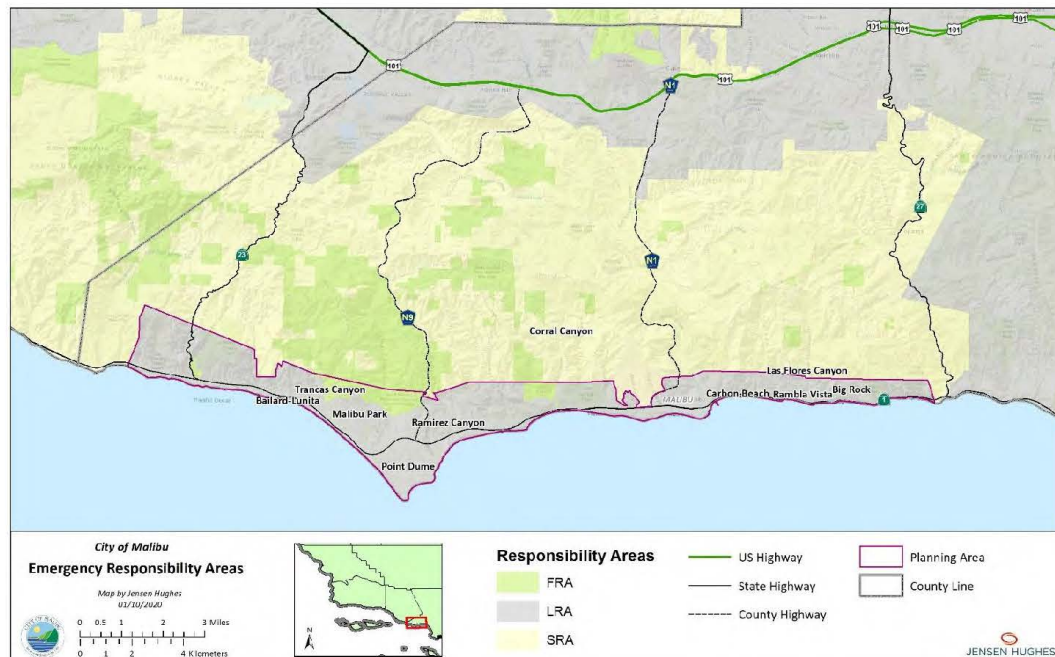 101
101
101
101
101
N1
27
23
N1
N9
Corral Canyon
Las Flores Canyon
Trancas Canyon
Big Rock
Carbon Beach
Rambla Vista
Bailard-Lunita
MALIBU
1
Malibu Park
Ramirez Canyon
Point Dume
City of Malibu
Emergency Responsibility Areas
Map by Jensen Hughes
01/10/2020
0 0.5 1 2 3 Miles
0 1 2 4 Kilometers
N
Responsibility Areas
FRA
LRA
SRA
US Highway
State Highway
County Highway
Planning Area
County Line
JENSEN HUGHES